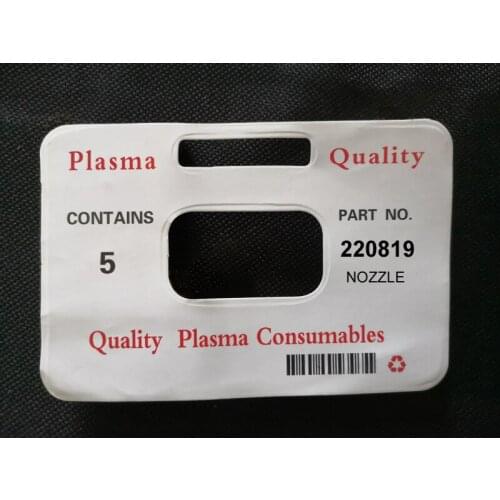 Plasma Quality
CONTAINS PART NO.
5 220819
NOZZLE
Quality Plasma Consumables